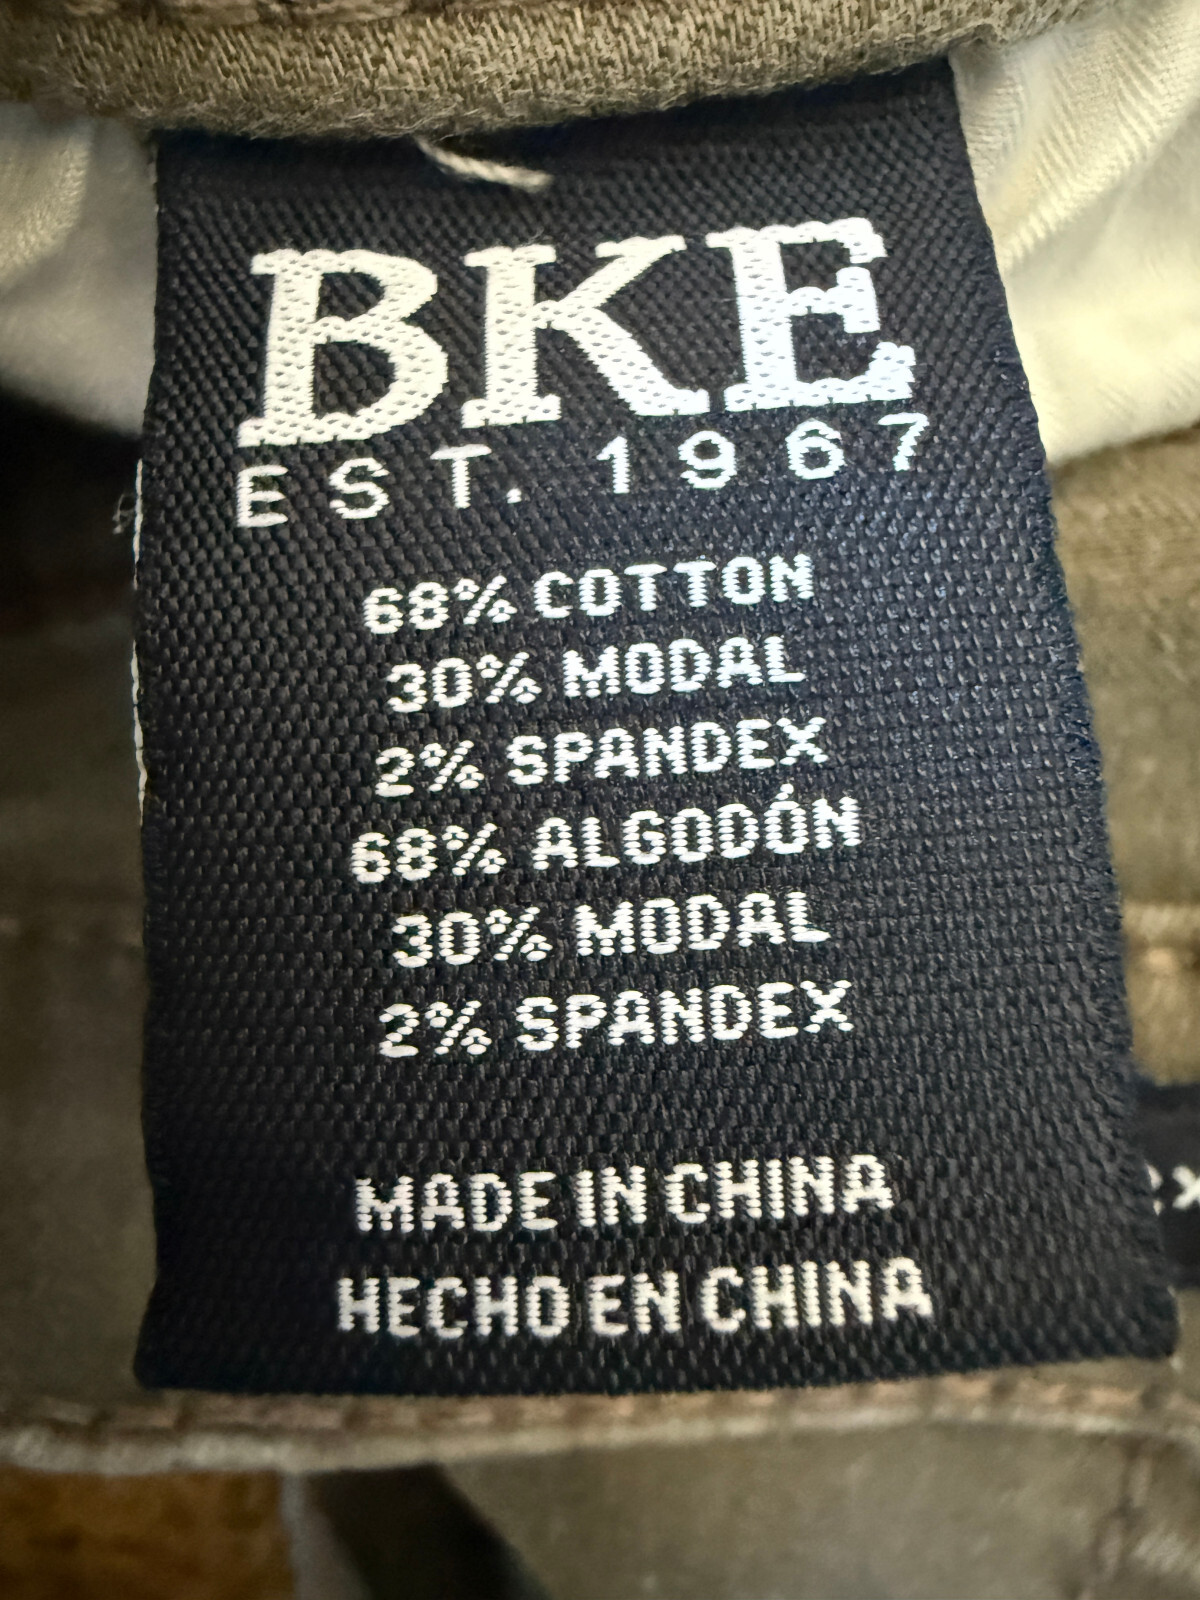 BKE
EST. 1967
68% COTTON
30% MODAL
2% SPANDEX
68% ALGODÓN
30% MODAL
2% SPANDEX
MADE IN CHINA
HECHO EN CHINA